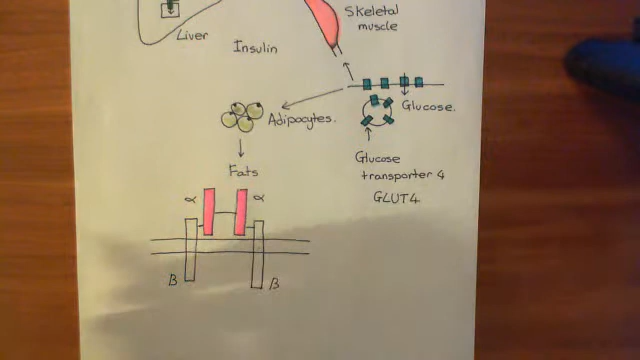 Skeletal
muscle
Liver
Insulin
Glucose.
Adipocytes.
Glucose
transporter 4
GLUT4
Fats
α α
β β